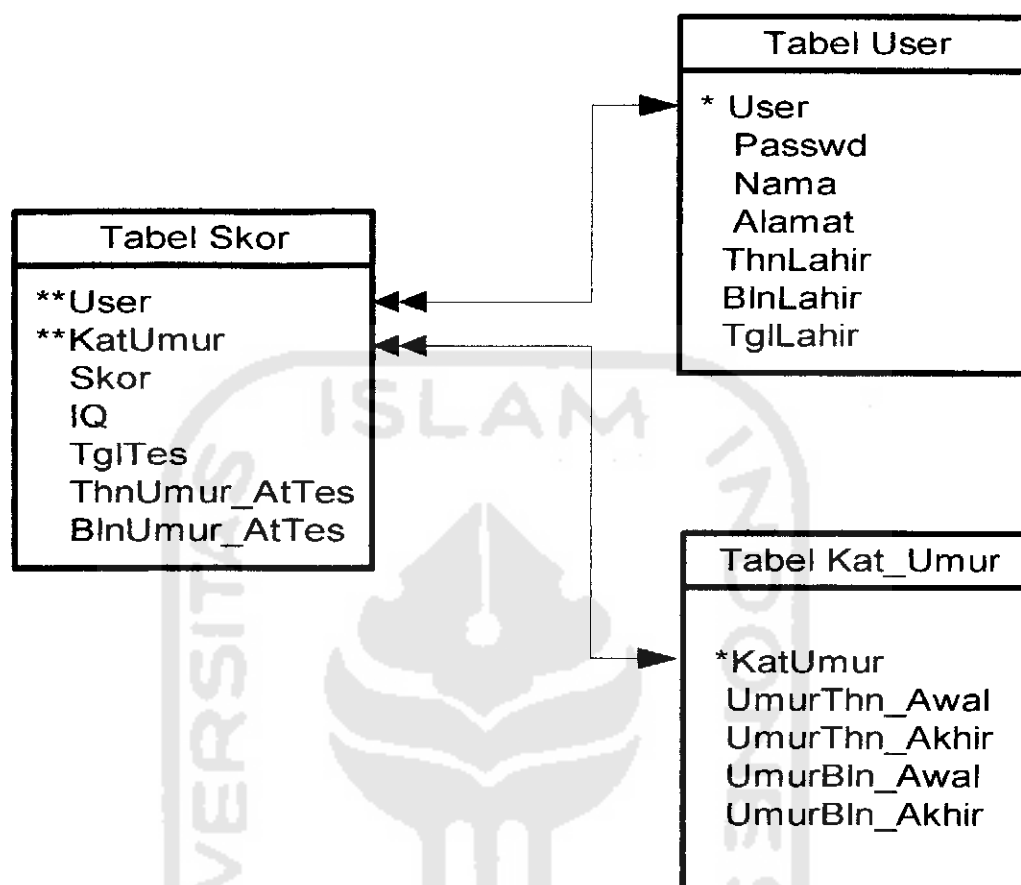 Tabel User
* User
Passwd
Nama
Alamat
ThnLahir
BlnLahir
TglLahir
Tabel Skor
**User
**KatUmur
Skor
IQ
TglTes
ThnUmur_AtTes
BlnUmur_AtTes
Tabel Kat_Umur
*KatUmur
UmurThn_Awal
UmurThn_Akhir
UmurBln_Awal
UmurBln_Akhir
ISLAM